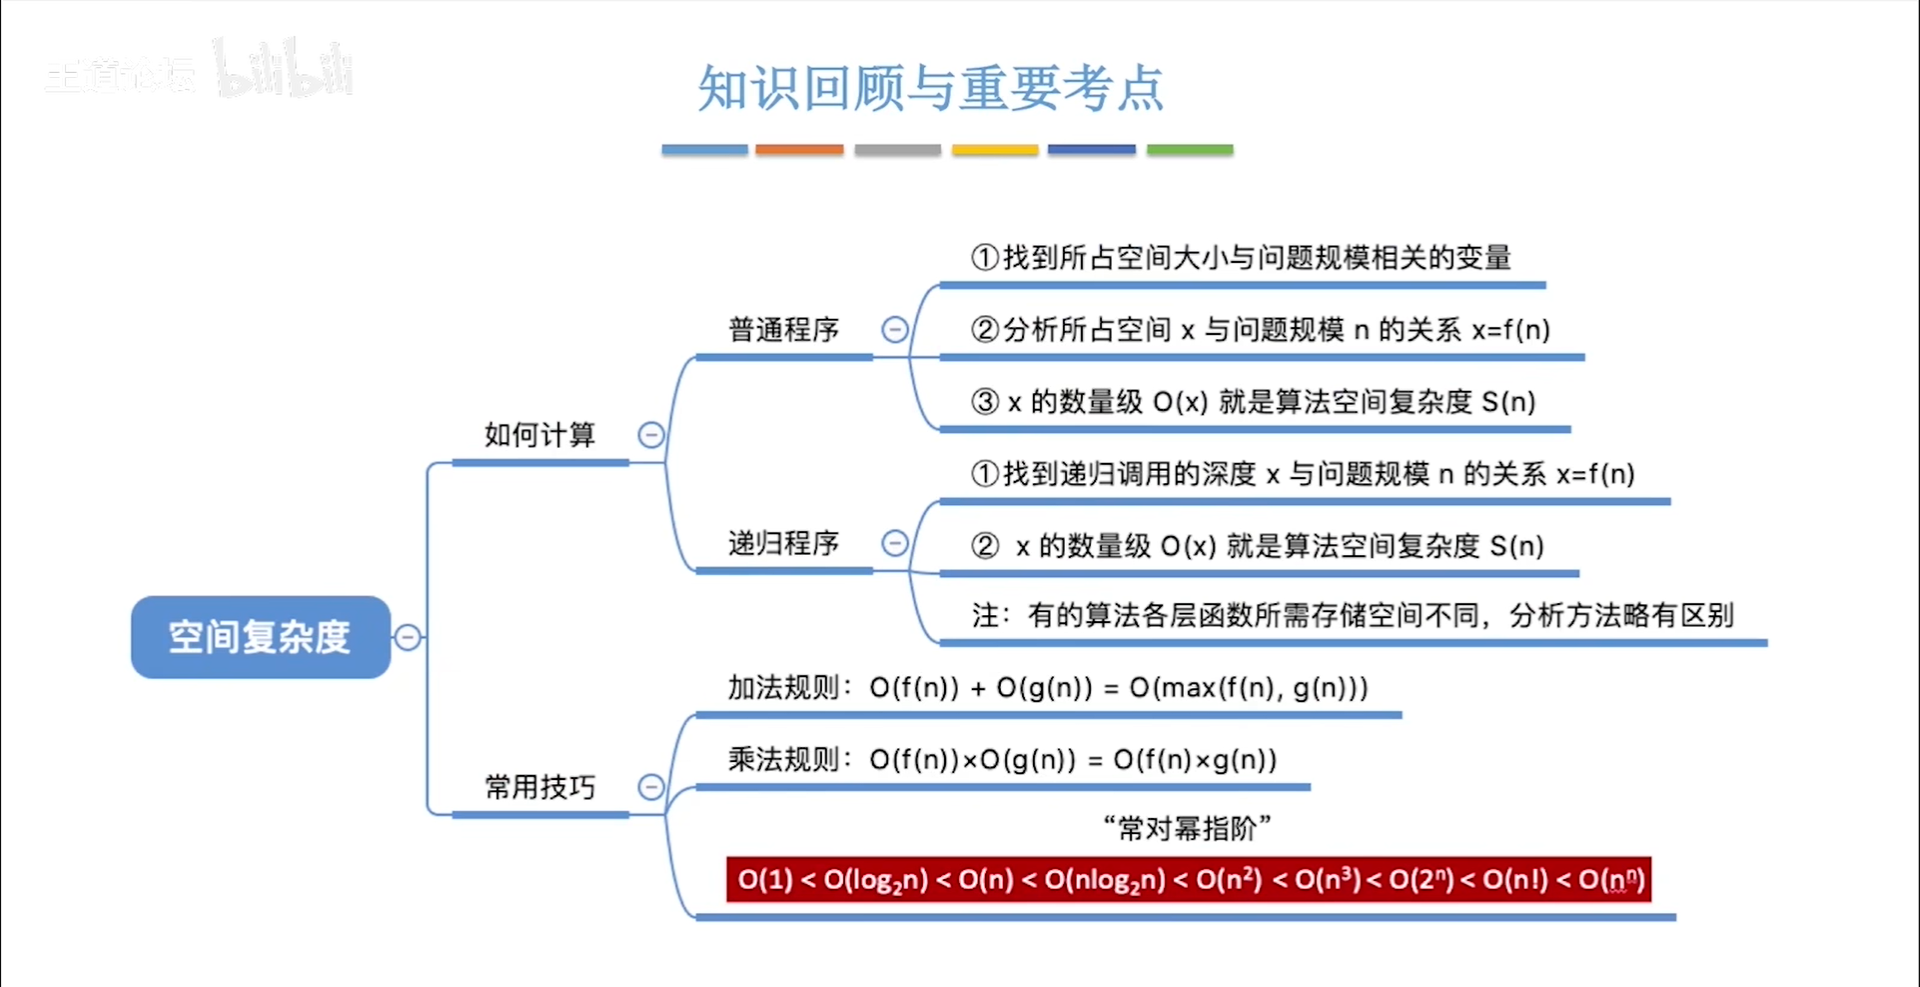 王道论坛 bilibili
知识回顾与重要考点
①找到所占空间大小与问题规模相关的变量
普通程序
②分析所占空间 x 与问题规模 n 的关系 x=f(n)
③ x 的数量级 O(x) 就是算法空间复杂度 S(n)
如何计算
①找到递归调用的深度 x 与问题规模 n 的关系 x=f(n)
递归程序
② x 的数量级 O(x) 就是算法空间复杂度 S(n)
注：有的算法各层函数所需存储空间不同，分析方法略有区别
空间复杂度
加法规则：O(f(n)) + O(g(n)) = O(max(f(n), g(n)))
乘法规则：O(f(n))×O(g(n)) = O(f(n)×g(n))
常用技巧
“常对幂指阶”
O(1) < O(log₂n) < O(n) < O(nlog₂n) < O(n²) < O(n³) < O(2ⁿ) < O(n!) < O(nⁿ)